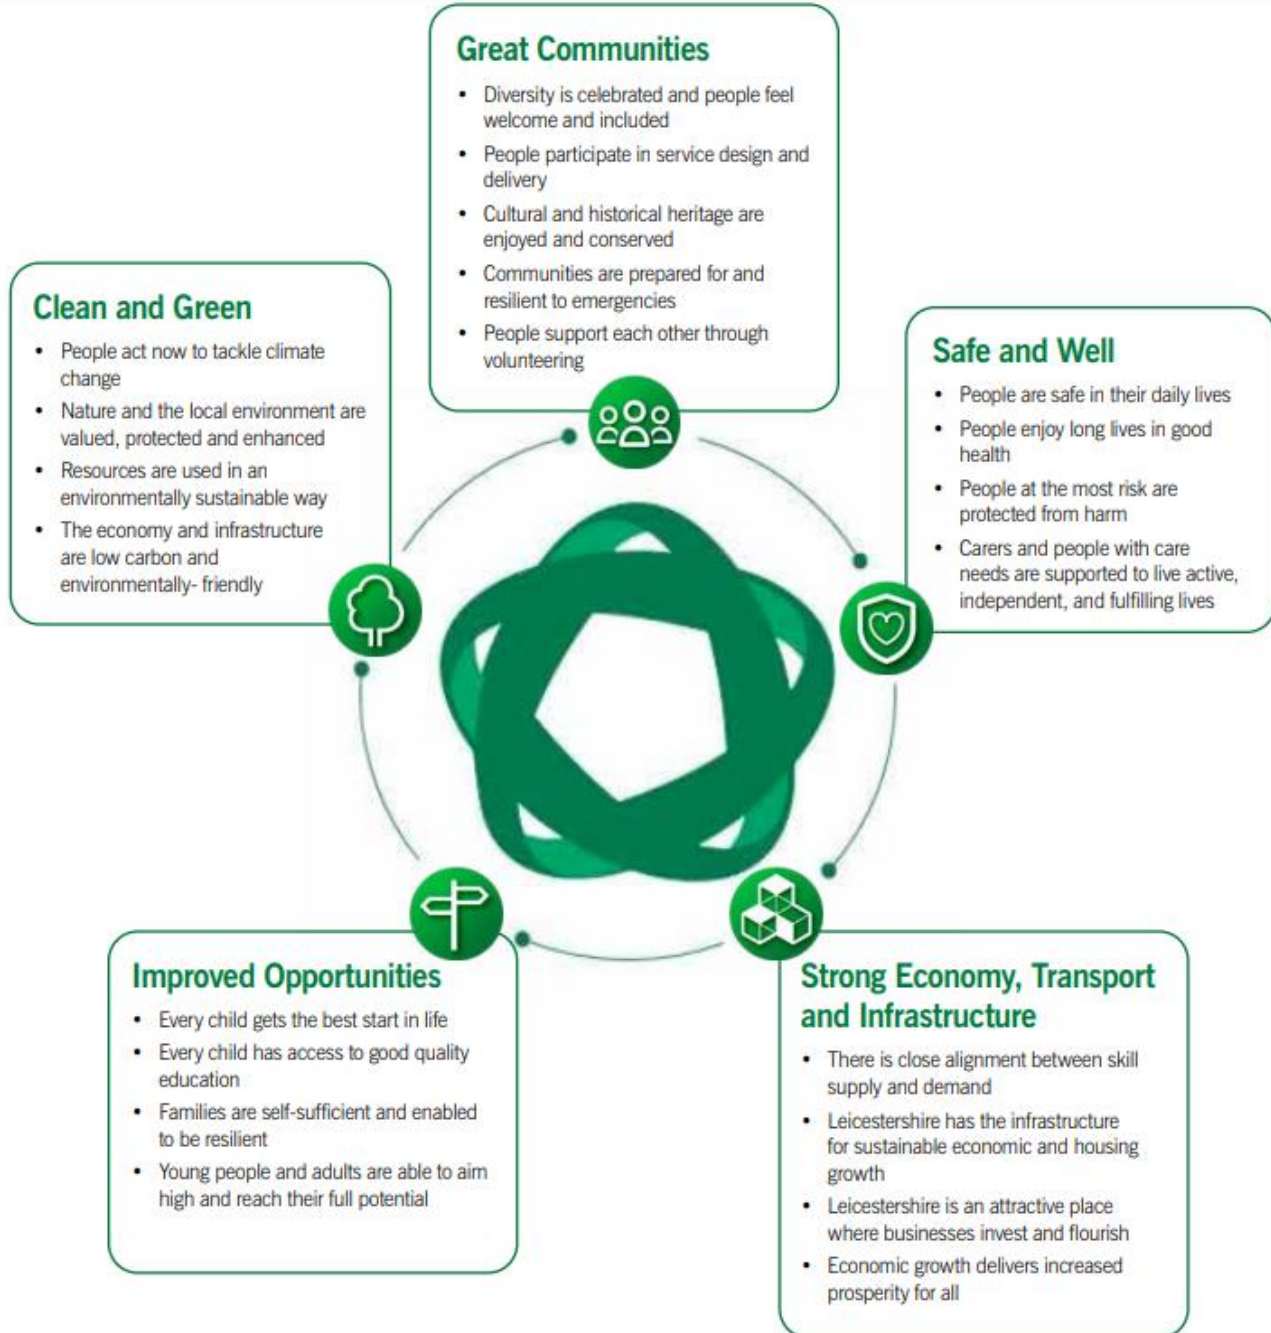 Great Communities
• Diversity is celebrated and people feel
welcome and included
• People participate in service design and
delivery
• Cultural and historical heritage are
enjoyed and conserved
• Communities are prepared for and
resilient to emergencies
• People support each other through
volunteering
Clean and Green
• People act now to tackle climate
change
• Nature and the local environment are
valued, protected and enhanced
• Resources are used in an
environmentally sustainable way
• The economy and infrastructure
are low carbon and
environmentally- friendly
Safe and Well
• People are safe in their daily lives
• People enjoy long lives in good
health
• People at the most risk are
protected from harm
• Carers and people with care
needs are supported to live active,
independent, and fulfilling lives
Improved Opportunities
• Every child gets the best start in life
• Every child has access to good quality
education
• Families are self-sufficient and enabled
to be resilient
• Young people and adults are able to aim
high and reach their full potential
Strong Economy, Transport
and Infrastructure
• There is close alignment between skill
supply and demand
• Leicestershire has the infrastructure
for sustainable economic and housing
growth
• Leicestershire is an attractive place
where businesses invest and flourish
• Economic growth delivers increased
prosperity for all